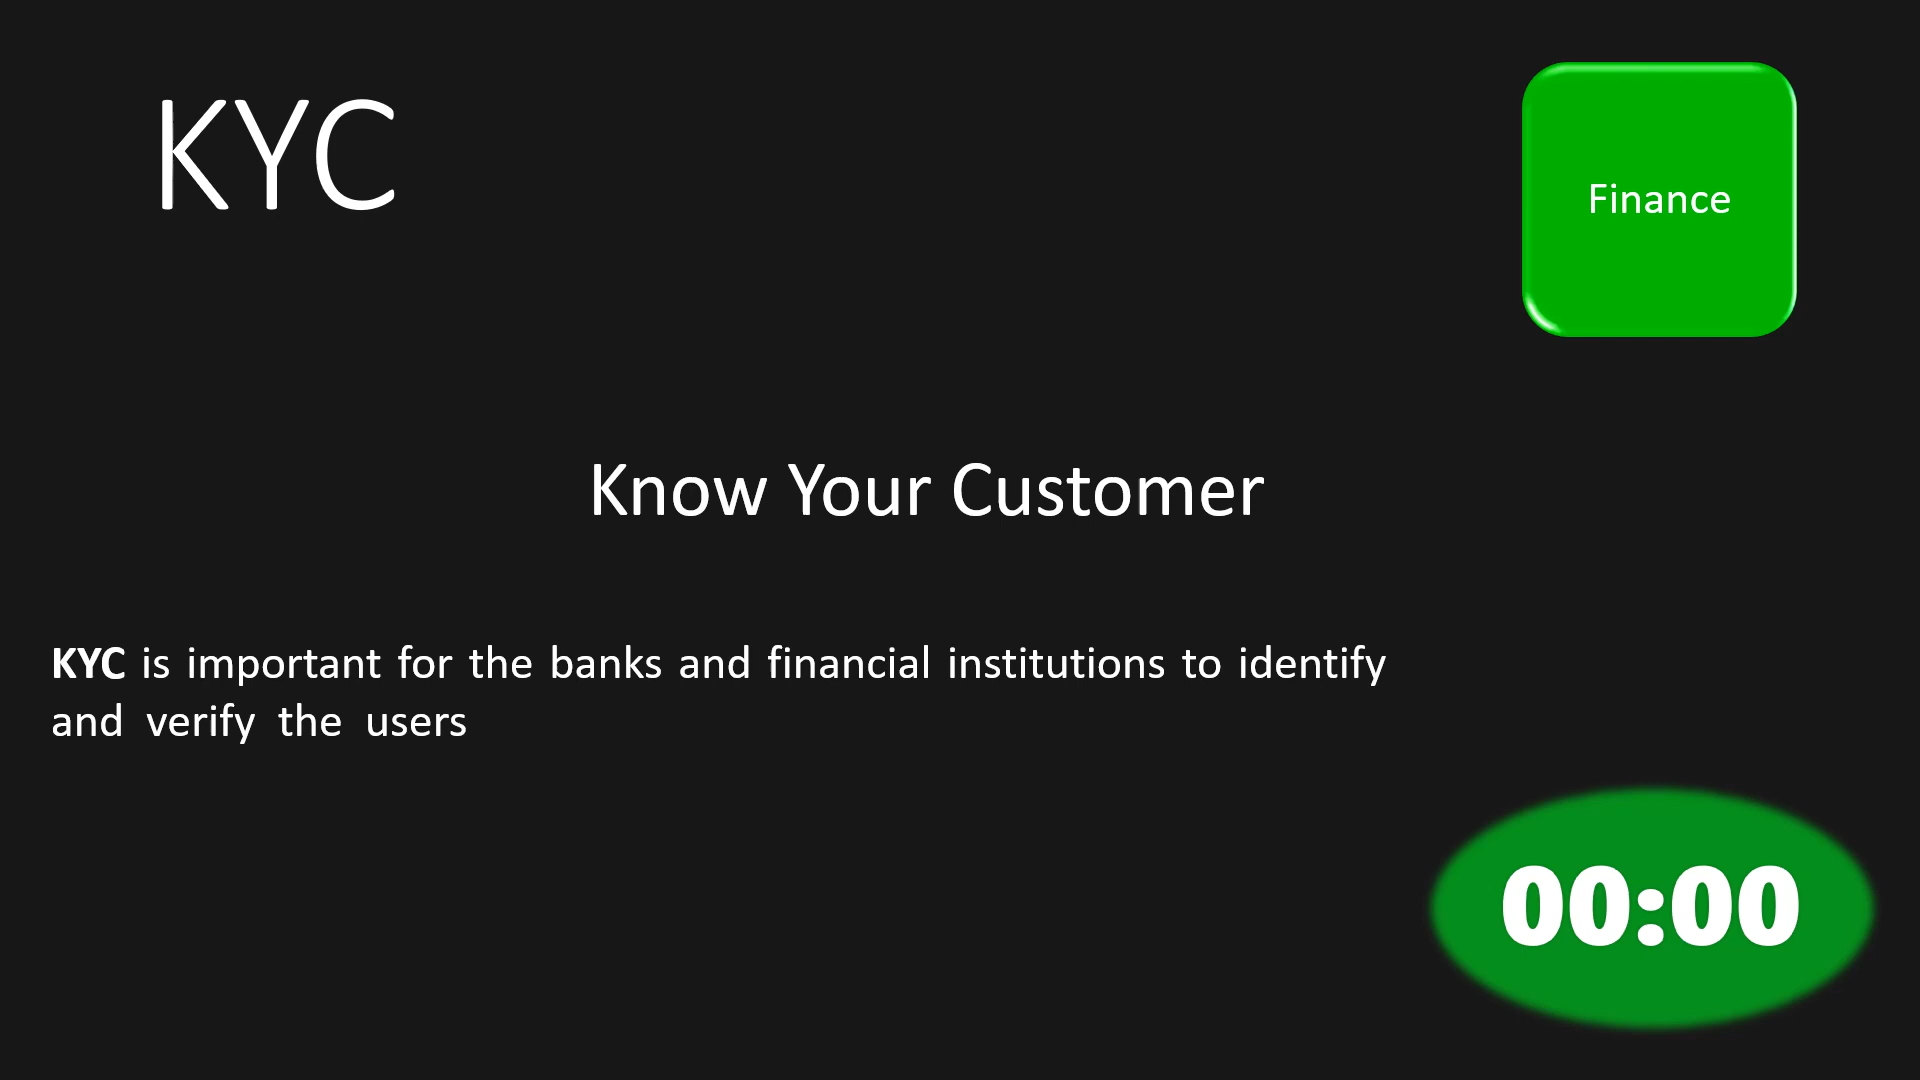 KYC
Finance
Know Your Customer
KYC is important for the banks and financial institutions to identify
and verify the users
00:00